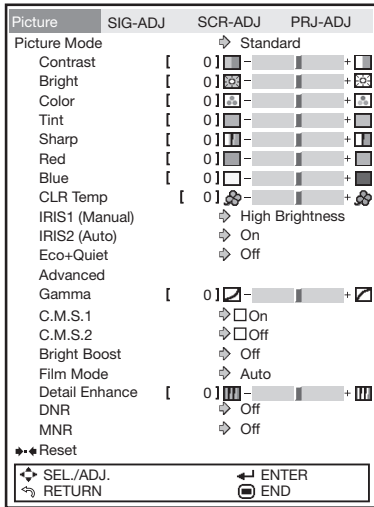 Picture SIG-ADJ SCR-ADJ PRJ-ADJ
Picture Mode Standard
Contrast [ 0 ] - +
Bright [ 0 ] - +
Color [ 0 ] - +
Tint [ 0 ] - +
Sharp [ 0 ] - +
Red [ 0 ] - +
Blue [ 0 ] - +
CLR Temp [ 0 ] - +
IRIS1 (Manual) High Brightness
IRIS2 (Auto) On
Eco+Quiet Off
Advanced
Gamma [ 0 ] - +
C.M.S.1 On
C.M.S.2 Off
Bright Boost Off
Film Mode Auto
Detail Enhance [ 0 ] - +
DNR Off
MNR Off
Reset
SEL./ADJ. ENTER
RETURN END